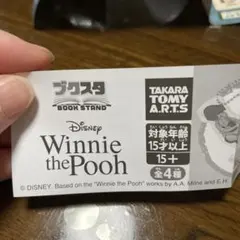 ブクスタ
BOOK STAND
Disney
Winnie
the Pooh
TAKARA
TOMY
A.R.T.S
対象年齢
15才以上
15+
全4種
© DISNEY. Based on the "Winnie the Pooh" works by A.A. Milne and E.H.